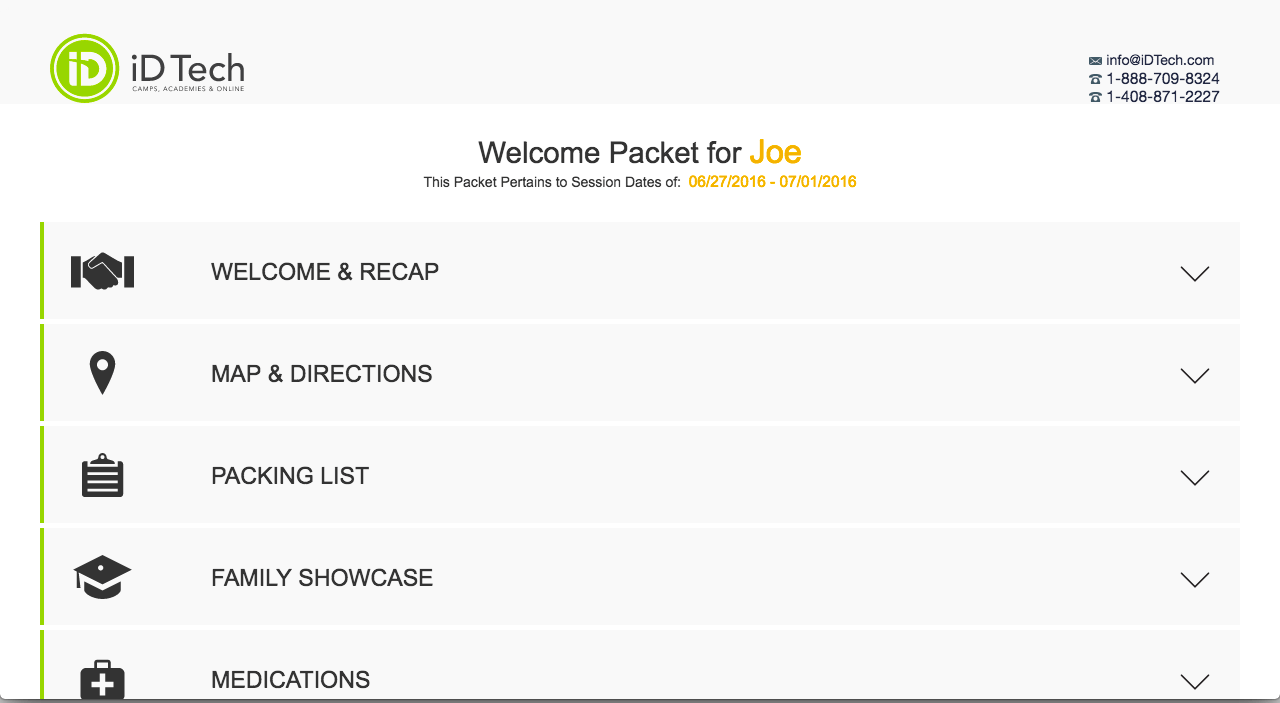 iD
iD Tech
CAMPS, ACADEMIES & ONLINE
info@iDTech.com
1-888-709-8324
1-408-871-2227
Welcome Packet for Joe
This Packet Pertains to Session Dates of: 06/27/2016 - 07/01/2016
WELCOME & RECAP
MAP & DIRECTIONS
PACKING LIST
FAMILY SHOWCASE
MEDICATIONS